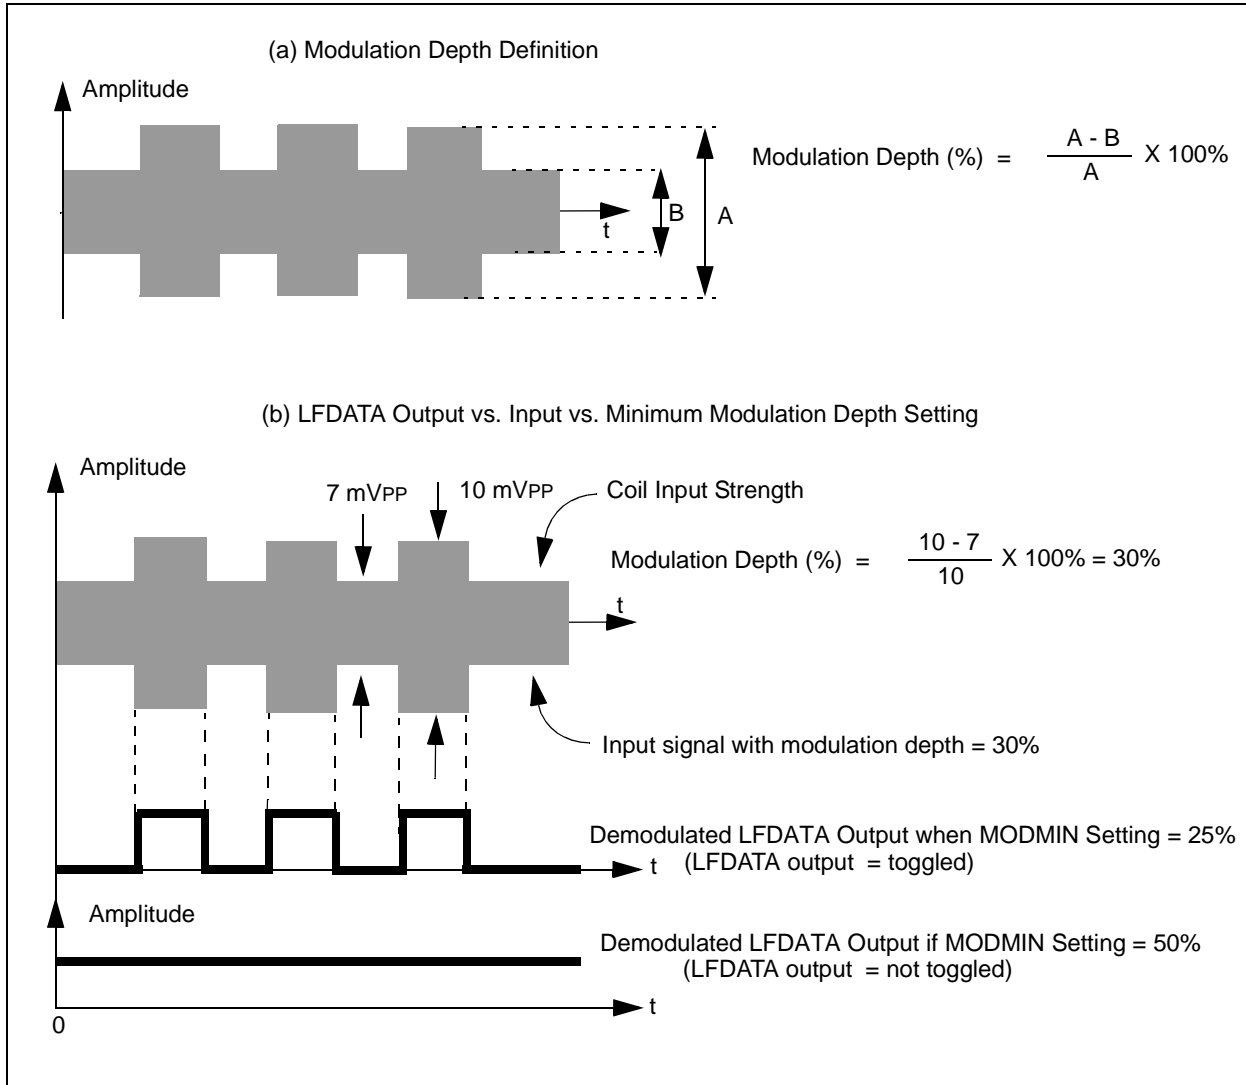 (a) Modulation Depth Definition
Amplitude
Modulation Depth (%) = A - B / A X 100%
B
A
t
(b) LFDATA Output vs. Input vs. Minimum Modulation Depth Setting
Amplitude
7 mVPP
10 mVPP
Coil Input Strength
Modulation Depth (%) = 10 - 7 / 10 X 100% = 30%
t
Input signal with modulation depth = 30%
Demodulated LFDATA Output when MODMIN Setting = 25%
t
(LFDATA output = toggled)
Amplitude
Demodulated LFDATA Output if MODMIN Setting = 50%
(LFDATA output = not toggled)
t
0